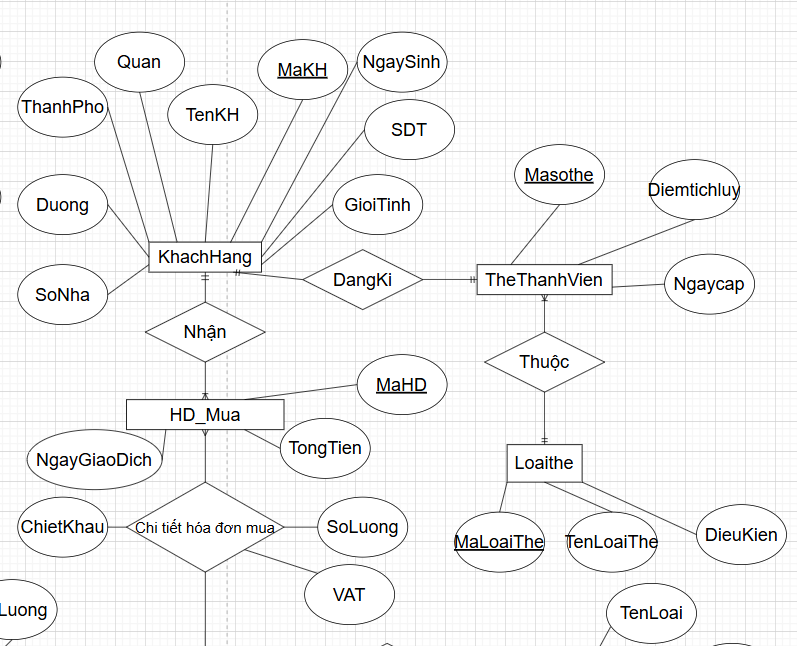 Quan
MaKH
NgaySinh
ThanhPho
TenKH
SDT
Masothe
Diemtichluy
Duong
GioiTinh
KhachHang
DangKi
TheThanhVien
Ngaycap
SoNha
Nhận
Thuộc
MaHD
HD_Mua
TongTien
NgayGiaoDich
Loaithe
ChietKhau
Chi tiết hóa đơn mua
SoLuong
MaLoaiThe
TenLoaiThe
DieuKien
VAT
Luong
TenLoai